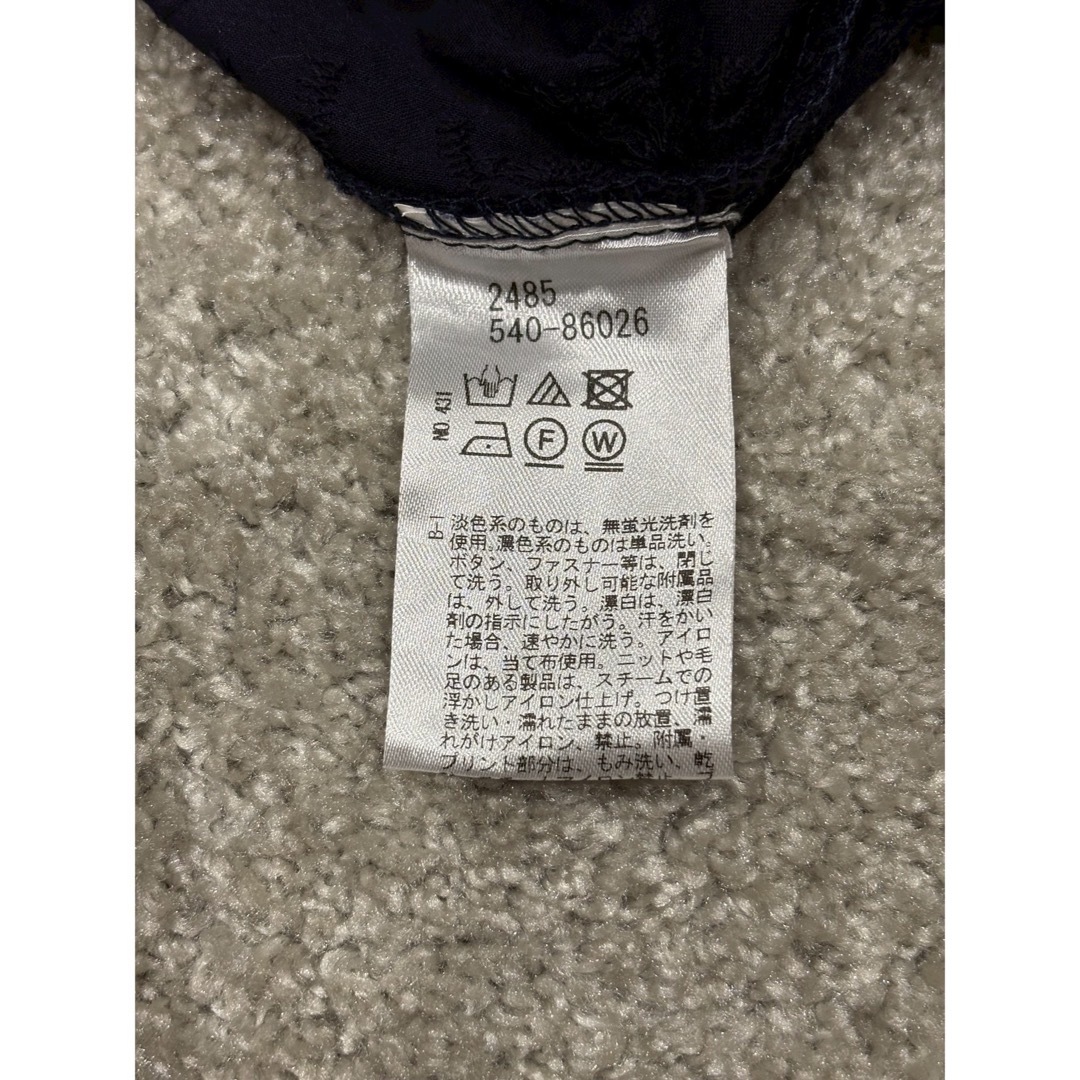 2485
540-86026
NO.431
F
W
B-1
淡色系のものは、無蛍光洗剤を
使用。濃色系のものは単品洗い。
ボタン、ファスナー等は、閉じ
て洗う。取り外し可能な附属品
は、外して洗う。漂白は、漂白
剤の指示にしたがう。汗をかい
た場合、速やかに洗う。アイロ
ンは、当て布使用。ニットや毛
足のある製品は、スチームでの
浮かしアイロン仕上げ。つけ置
き洗い・濡れたままの放置、濡
れがけアイロン、禁止。附属・
プリント部分は、もみ洗い、乾